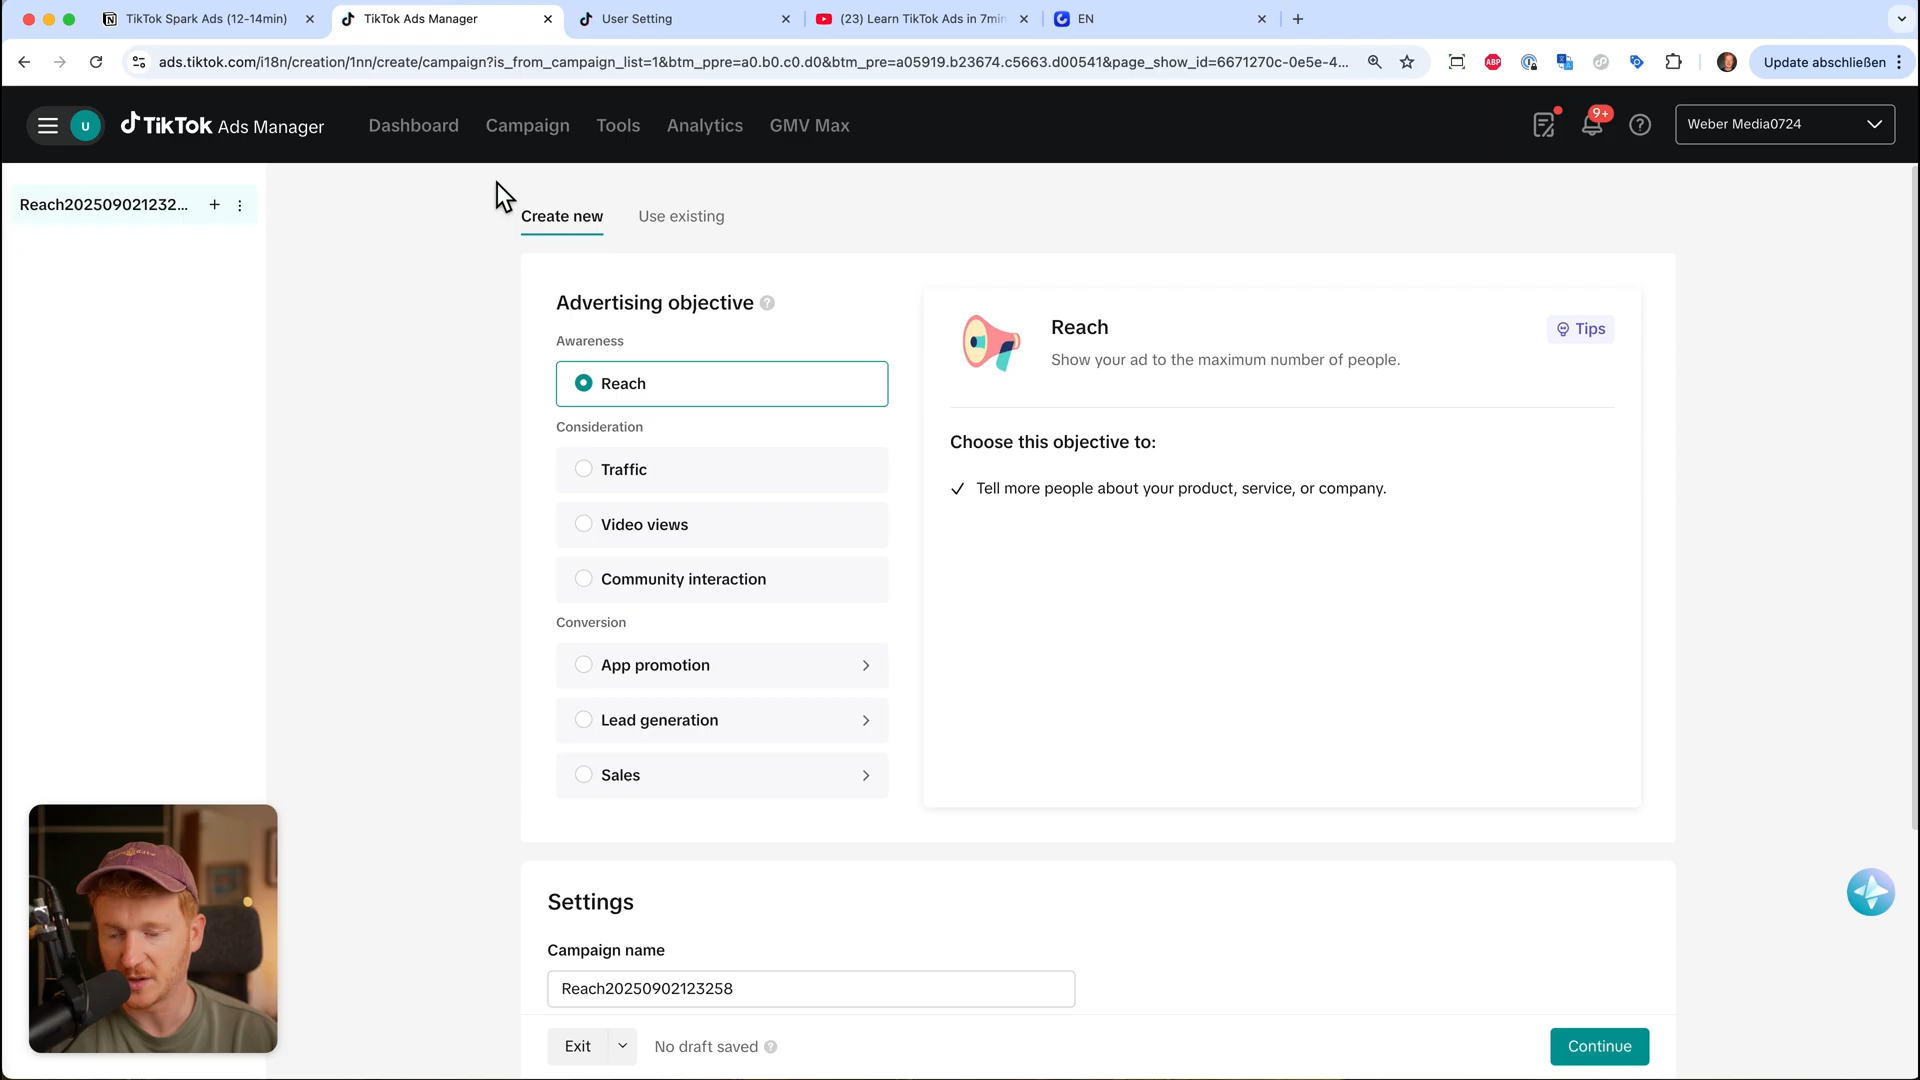 TikTok Spark Ads (12-14min)
TikTok Ads Manager
User Setting
(23) Learn TikTok Ads in 7min
EN
ads.tiktok.com/i18n/creation/1nn/create/campaign?is_from_campaign_list=1&btm_ppre=a0.b0.c0.d0&btm_pre=a05919.b23674.c5663.d00541&page_show_id=6671270c-0e5e-4...
ABP
Update abschließen
U
TikTok Ads Manager
Dashboard
Campaign
Tools
Analytics
GMV Max
9+
Weber Media0724
Reach202509021232...
Create new
Use existing
Advertising objective
Awareness
Reach
Consideration
Traffic
Video views
Community interaction
Conversion
App promotion
Lead generation
Sales
Reach
Show your ad to the maximum number of people.
Tips
Choose this objective to:
Tell more people about your product, service, or company.
Settings
Campaign name
Reach20250902123258
Exit
No draft saved
Continue